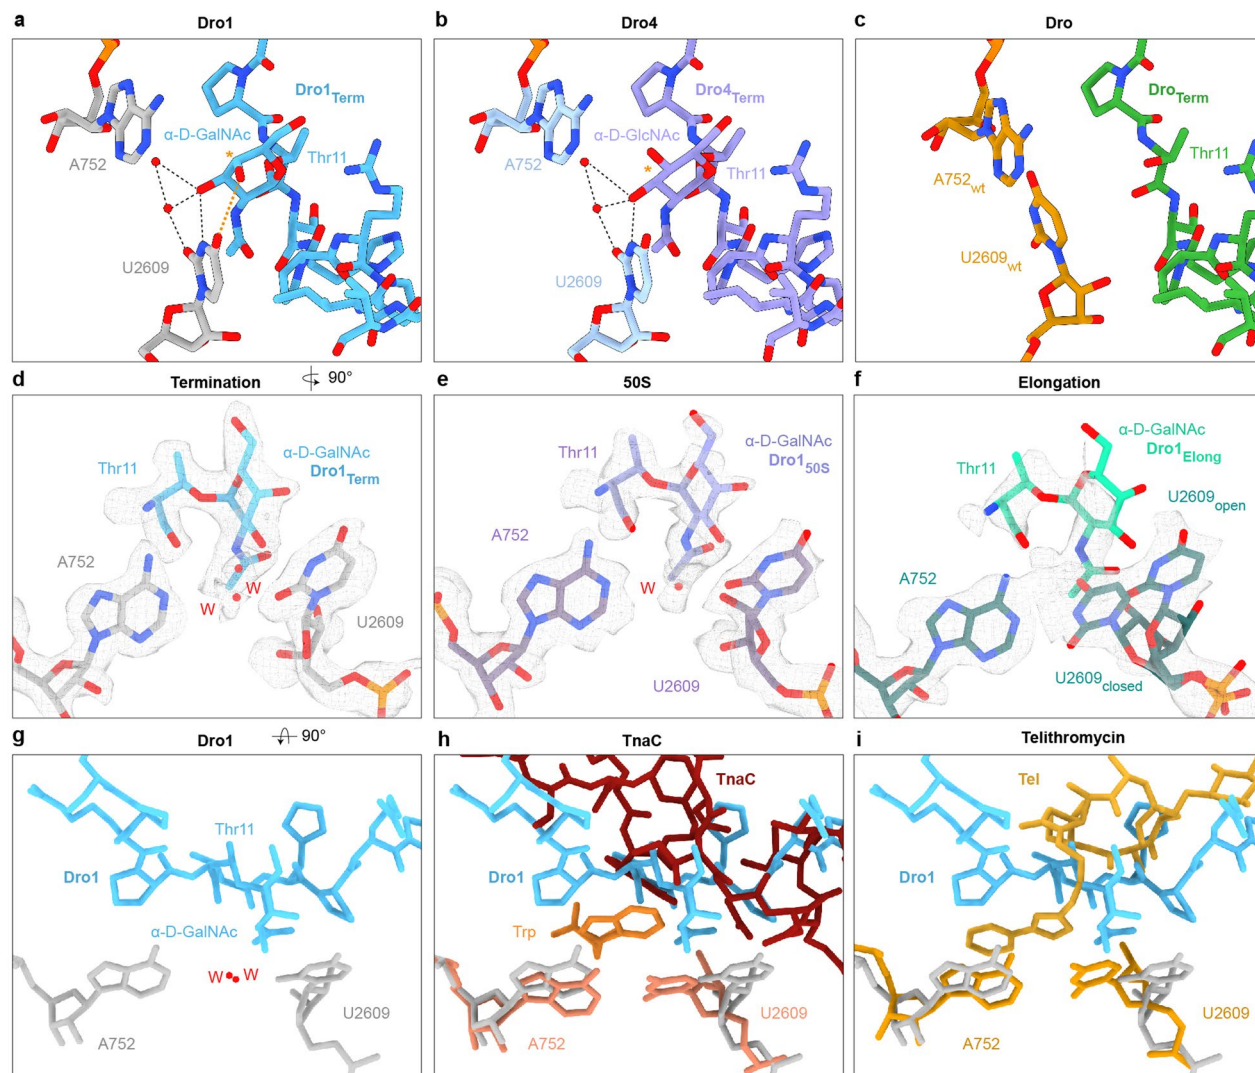 a Dro1
Dro1Term
α-D-GalNAc
A752
*
Thr11
U2609
b Dro4
Dro4Term
α-D-GlcNAc
A752
*
Thr11
U2609
c Dro
DroTerm
Thr11
A752wt
U2609wt
d Termination 90°
α-D-GalNAc
Dro1Term
Thr11
A752
W
W
U2609
e 50S
α-D-GalNAc
Dro150S
Thr11
A752
W
U2609
f Elongation
α-D-GalNAc
Dro1Elong
Thr11
U2609open
A752
U2609closed
g Dro1 90°
Thr11
Dro1
α-D-GalNAc
W W
U2609
A752
h TnaC
TnaC
Dro1
Trp
U2609
A752
i Telithromycin
Tel
Dro1
U2609
A752